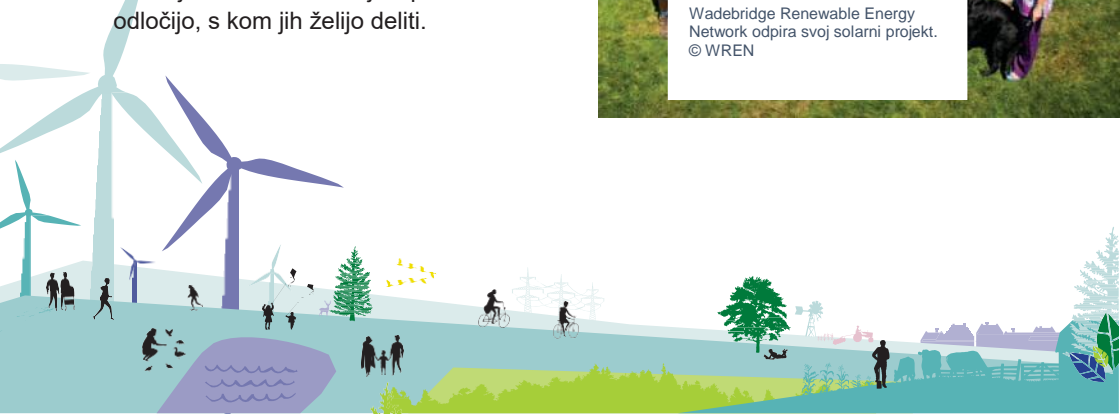 odločijo, s kom jih želijo deliti.
Wadebridge Renewable Energy
Network odpira svoj solarni projekt.
© WREN